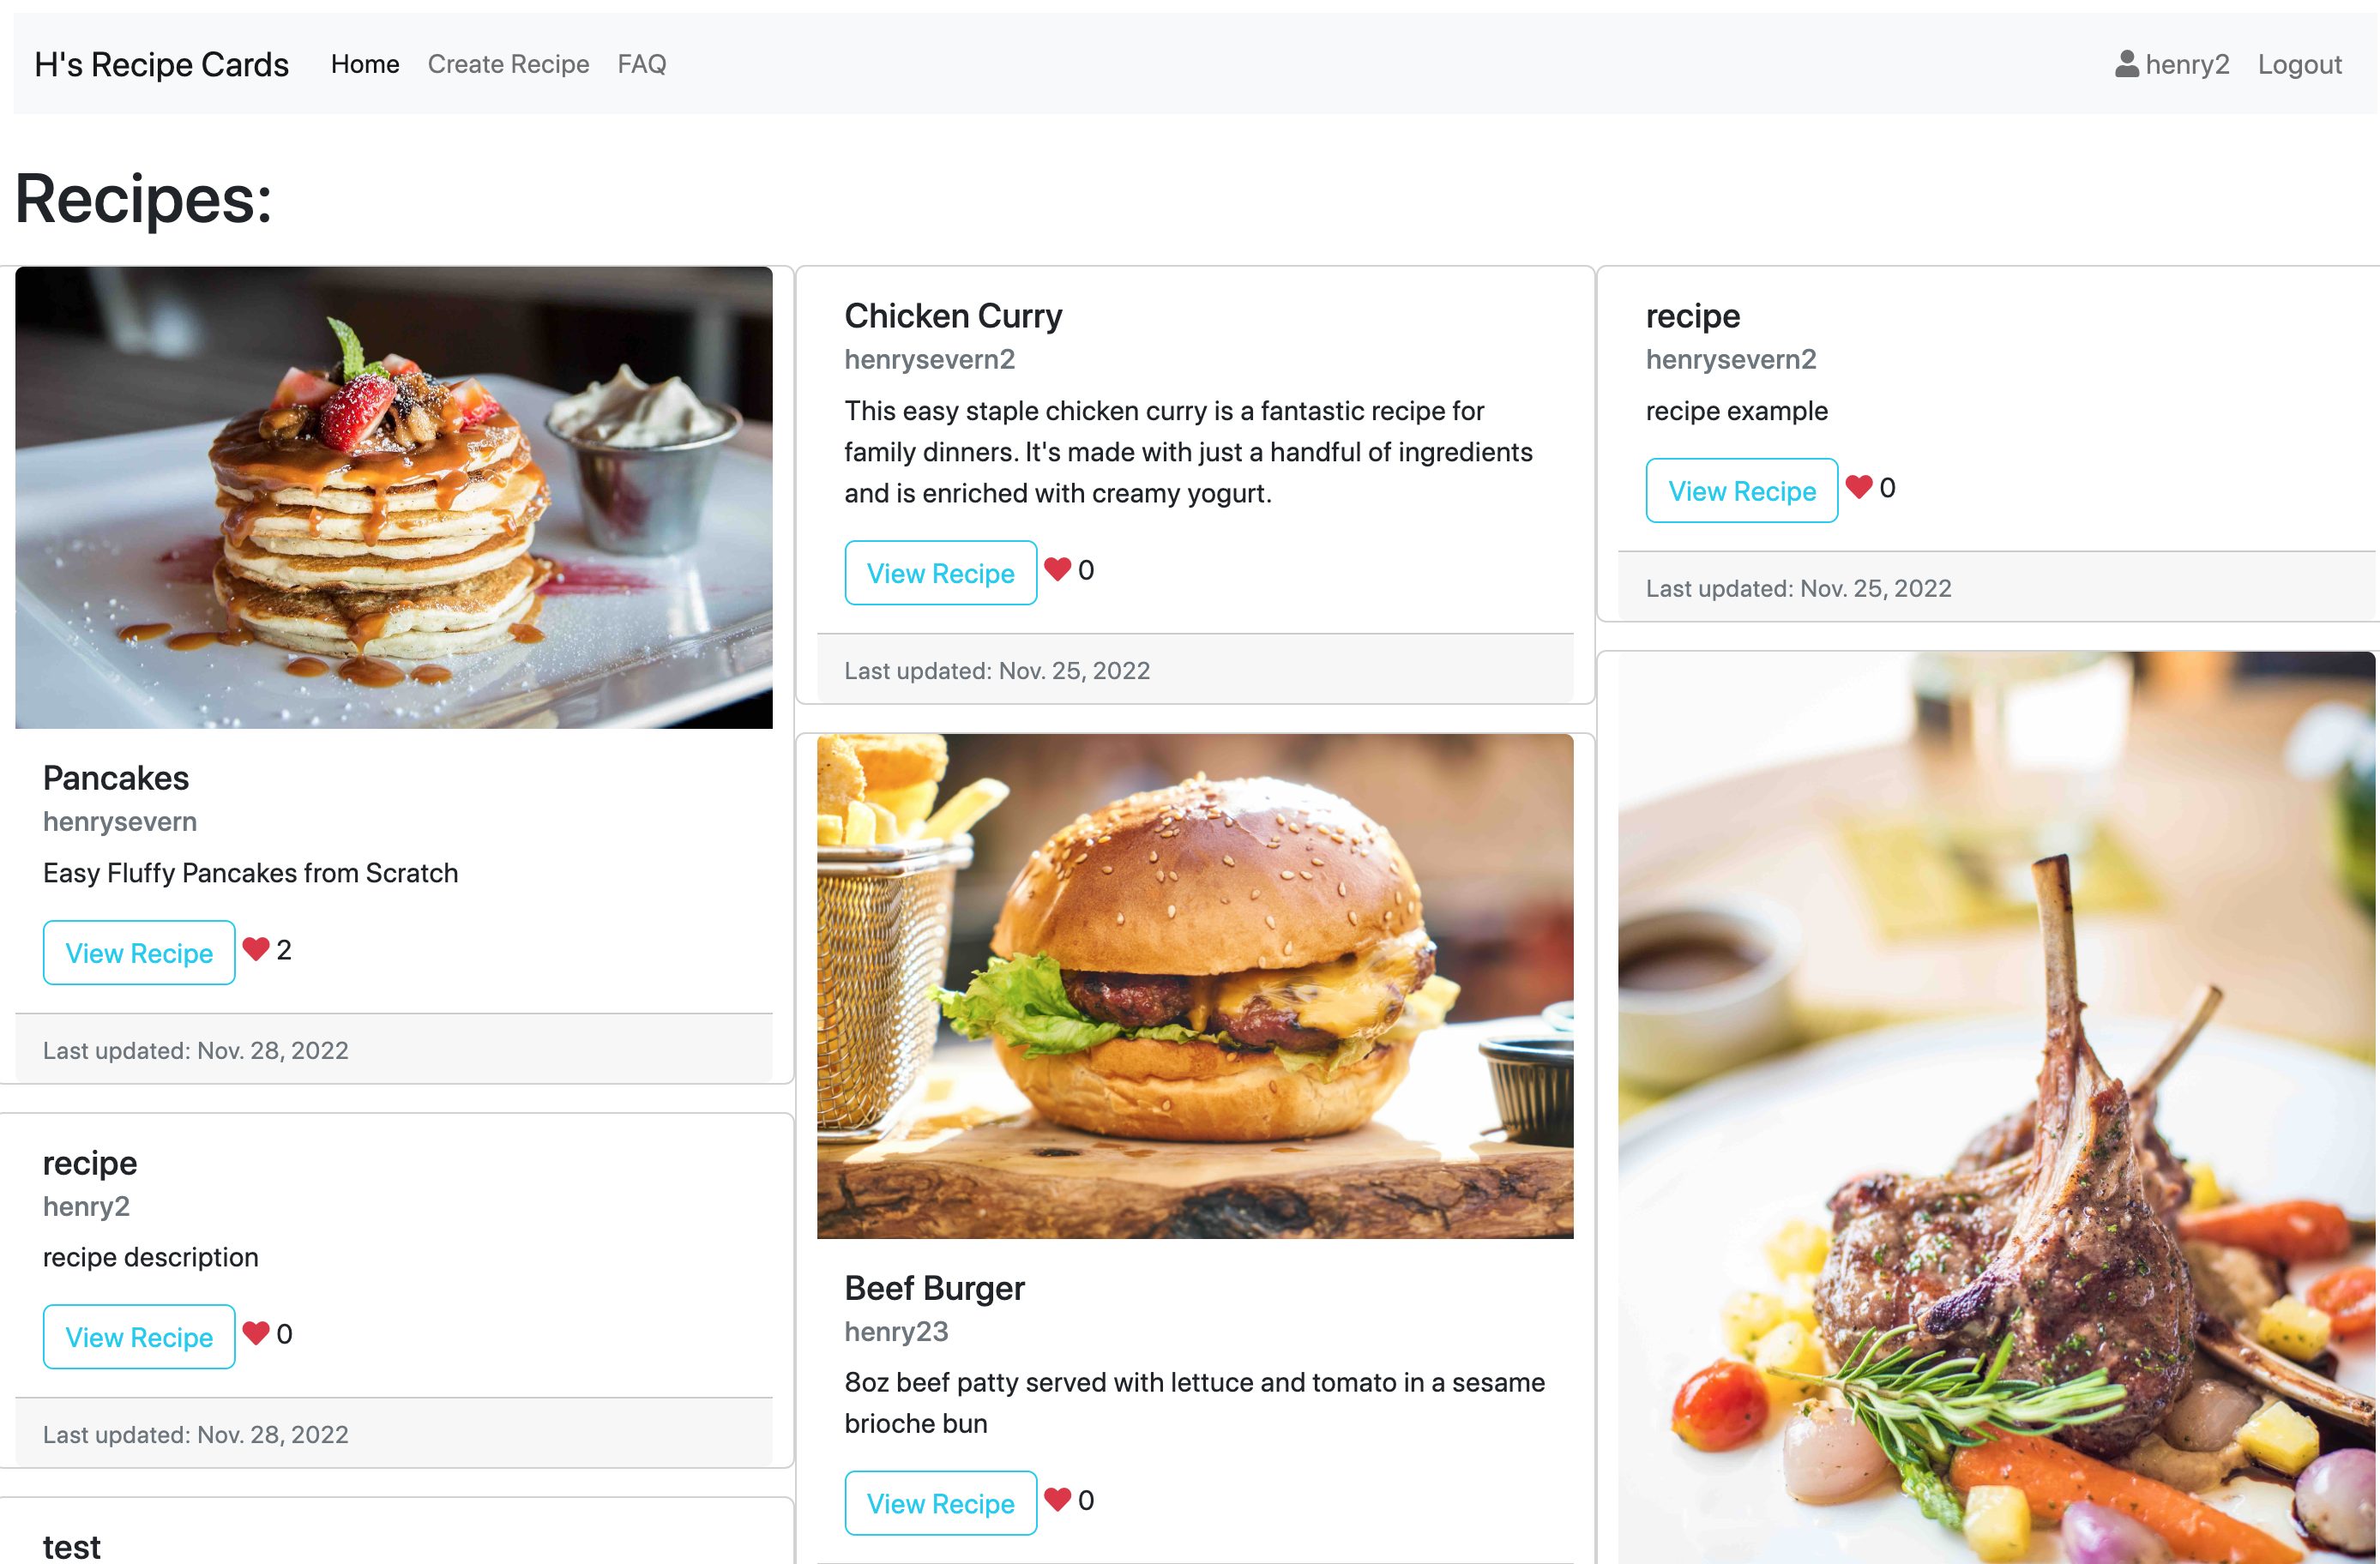 H's Recipe Cards Home Create Recipe FAQ henry2 Logout
Recipes:
Pancakes
henrysevern
Easy Fluffy Pancakes from Scratch
View Recipe 2
Last updated: Nov. 28, 2022
recipe
henry2
recipe description
View Recipe 0
Last updated: Nov. 28, 2022
test
Chicken Curry
henrysevern2
This easy staple chicken curry is a fantastic recipe for
family dinners. It's made with just a handful of ingredients
and is enriched with creamy yogurt.
View Recipe 0
Last updated: Nov. 25, 2022
Beef Burger
henry23
8oz beef patty served with lettuce and tomato in a sesame
brioche bun
View Recipe 0
recipe
henrysevern2
recipe example
View Recipe 0
Last updated: Nov. 25, 2022